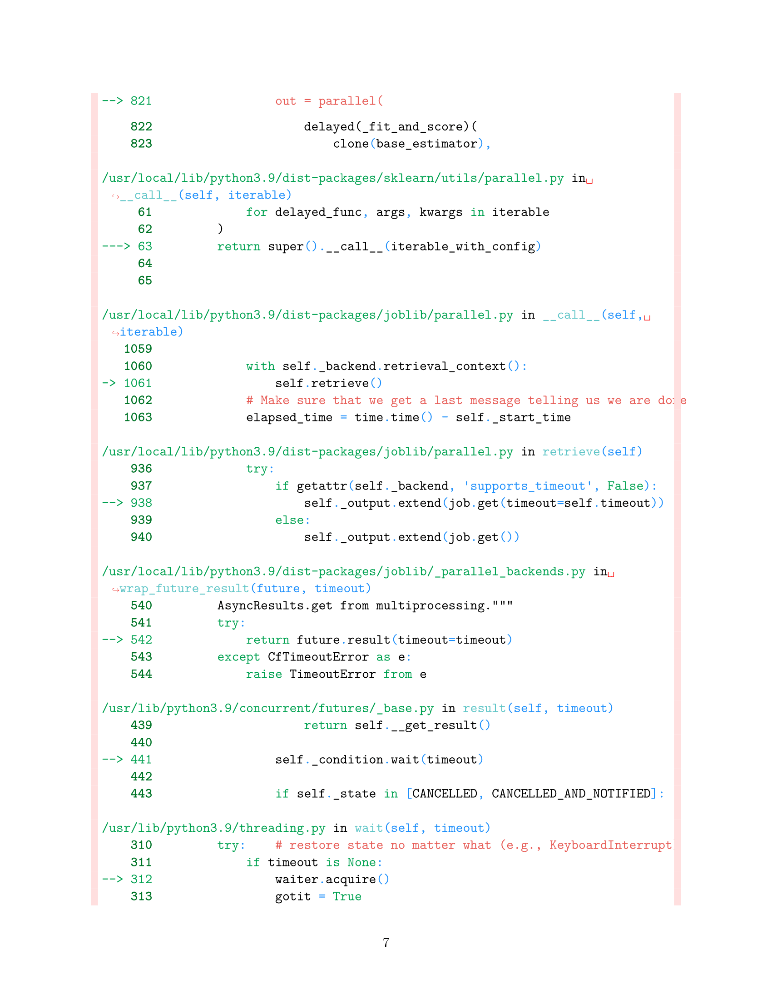 --> 821                 out = parallel(
    822                     delayed(_fit_and_score)(
    823                         clone(base_estimator),
/usr/local/lib/python3.9/dist-packages/sklearn/utils/parallel.py in␣
↪__call__(self, iterable)
     61             for delayed_func, args, kwargs in iterable
     62         )
---> 63         return super().__call__(iterable_with_config)
     64
     65
/usr/local/lib/python3.9/dist-packages/joblib/parallel.py in __call__(self,␣
↪iterable)
   1059
   1060             with self._backend.retrieval_context():
-> 1061                 self.retrieve()
   1062             # Make sure that we get a last message telling us we are done
   1063             elapsed_time = time.time() - self._start_time
/usr/local/lib/python3.9/dist-packages/joblib/parallel.py in retrieve(self)
    936             try:
    937                 if getattr(self._backend, 'supports_timeout', False):
--> 938                     self._output.extend(job.get(timeout=self.timeout))
    939                 else:
    940                     self._output.extend(job.get())
/usr/local/lib/python3.9/dist-packages/joblib/_parallel_backends.py in␣
↪wrap_future_result(future, timeout)
    540         AsyncResults.get from multiprocessing."""
    541         try:
--> 542             return future.result(timeout=timeout)
    543         except CfTimeoutError as e:
    544             raise TimeoutError from e
/usr/lib/python3.9/concurrent/futures/_base.py in result(self, timeout)
    439                     return self.__get_result()
    440
--> 441                 self._condition.wait(timeout)
    442
    443                 if self._state in [CANCELLED, CANCELLED_AND_NOTIFIED]:
/usr/lib/python3.9/threading.py in wait(self, timeout)
    310         try:    # restore state no matter what (e.g., KeyboardInterrupt)
    311             if timeout is None:
--> 312                 waiter.acquire()
    313                 gotit = True
7